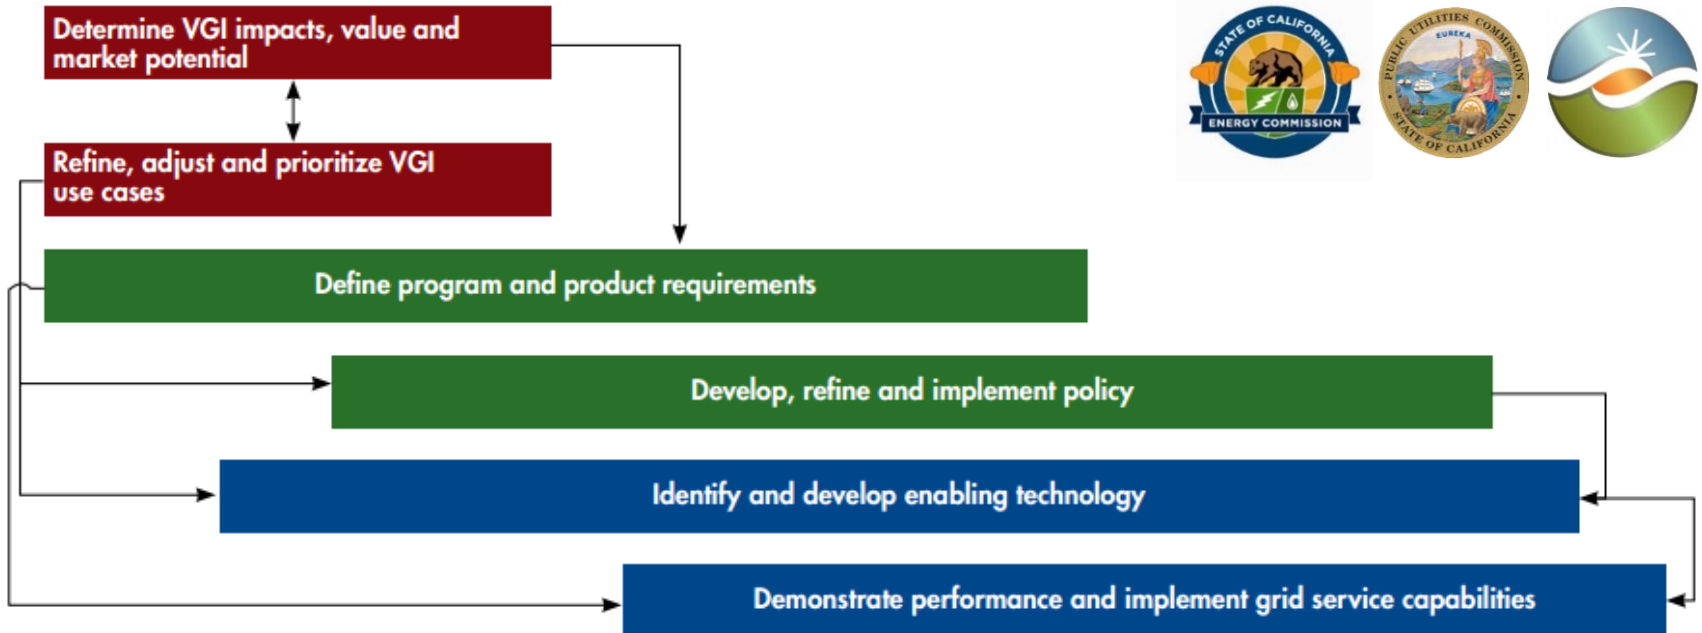 Determine VGI impacts, value and
market potential
STATE OF CALIFORNIA
ENERGY COMMISSION
PUBLIC UTILITIES COMMISSION
EUREKA
STATE OF CALIFORNIA
Refine, adjust and prioritize VGI
use cases
Define program and product requirements
Develop, refine and implement policy
Identify and develop enabling technology
Demonstrate performance and implement grid service capabilities